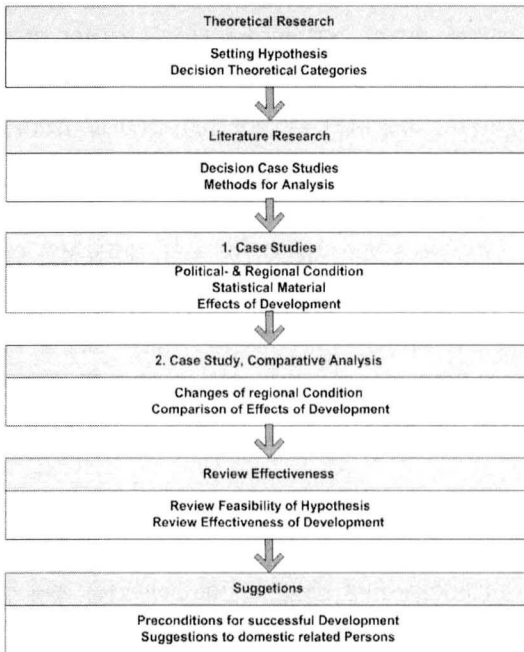 Theoretical Research
Setting Hypothesis
Decision Theoretical Categories
Literature Research
Decision Case Studies
Methods for Analysis
1. Case Studies
Political- & Regional Condition
Statistical Material
Effects of Development
2. Case Study, Comparative Analysis
Changes of regional Condition
Comparison of Effects of Development
Review Effectiveness
Review Feasibility of Hypothesis
Review Effectiveness of Development
Suggetions
Preconditions for successful Development
Suggestions to domestic related Persons